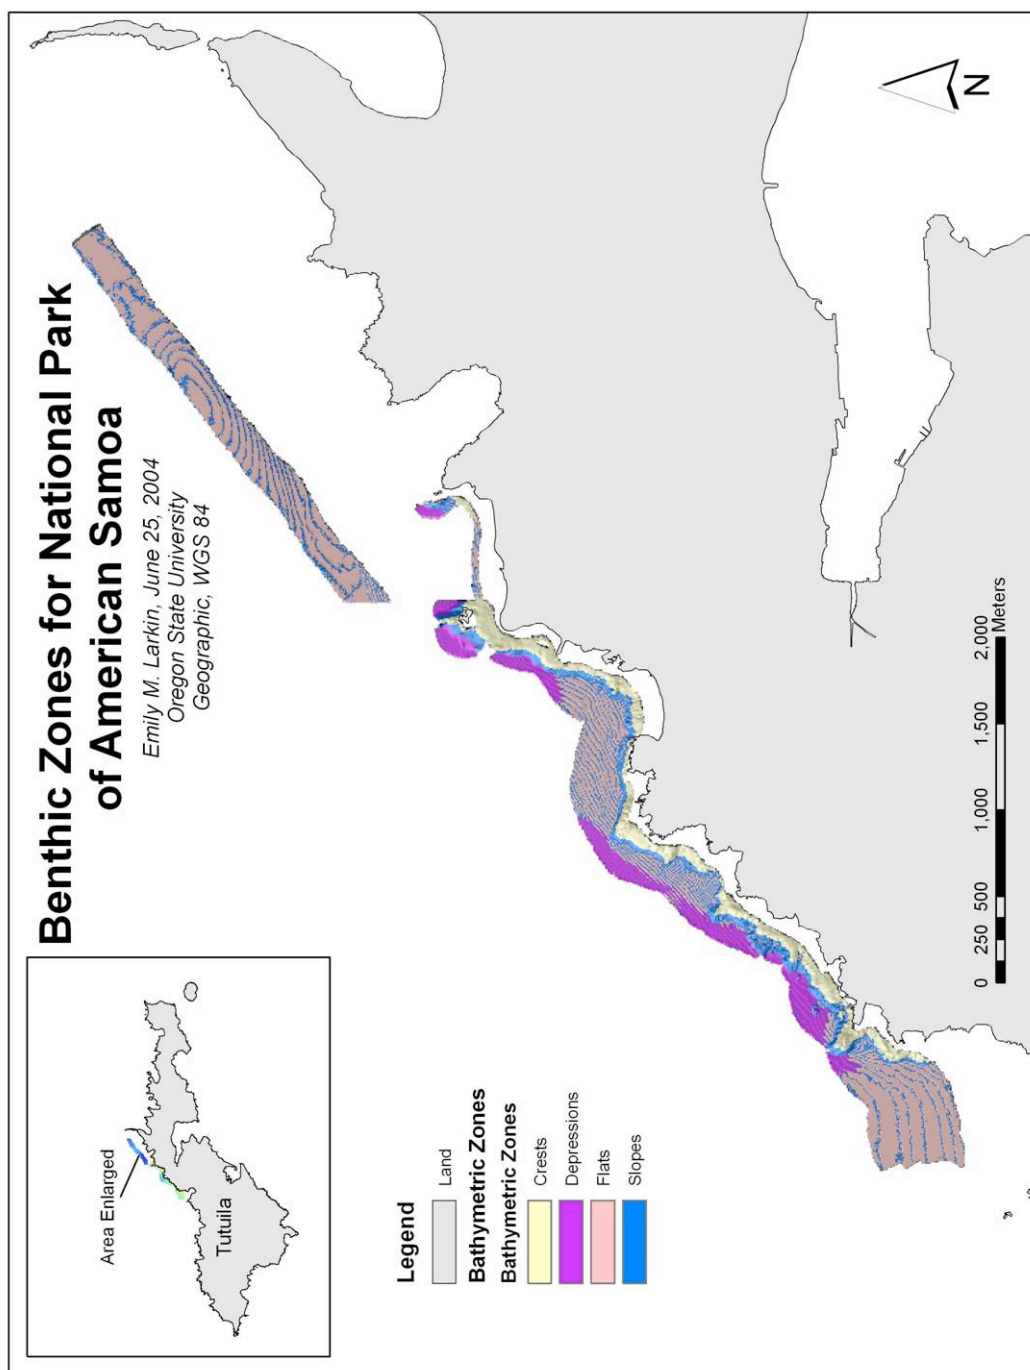 Benthic Zones for National Park
of American Samoa
Emily M. Larkin, June 25, 2004
Oregon State University
Geographic, WGS 84
Area Enlarged
Tutuila
Legend
Land
Bathymetric Zones
Bathymetric Zones
Crests
Depressions
Flats
Slopes
0 250 500 1,000 1,500 2,000
Meters
N